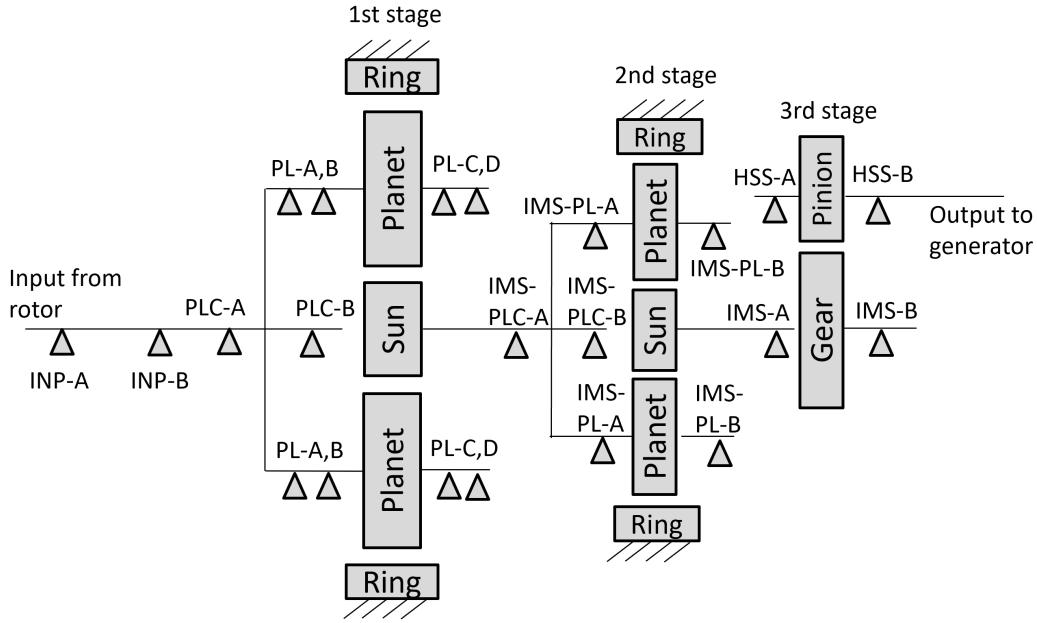 1st stage
Ring
2nd stage
Ring
3rd stage
PL-A,B
Planet
PL-C,D
IMS-PL-A
Planet
IMS-PL-B
HSS-A
Pinion
HSS-B
Output to
generator
Input from
rotor
INP-A
INP-B
PLC-A
PLC-B
Sun
IMS-
PLC-A
IMS-
PLC-B
Sun
IMS-A
Gear
IMS-B
PL-A,B
Planet
PL-C,D
IMS-
PL-A
Planet
IMS-
PL-B
Ring
Ring